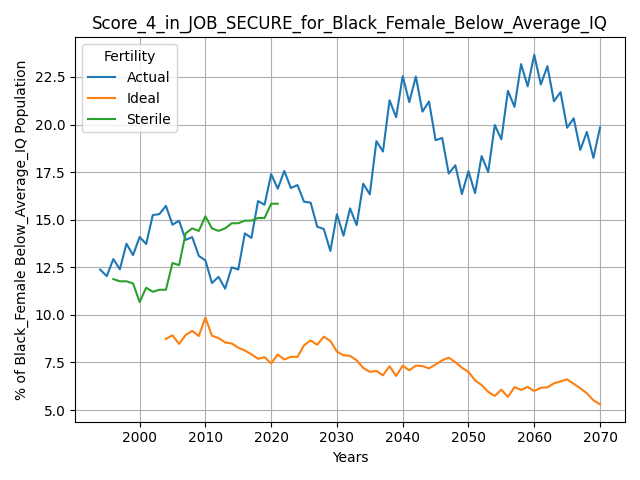 Score_4_in_JOB_SECURE_for_Black_Female_Below_Average_IQ
Fertility
Actual
Ideal
Sterile
% of Black_Female Below_Average_IQ Population
22.5
20.0
17.5
15.0
12.5
10.0
7.5
5.0
2000 2010 2020 2030 2040 2050 2060 2070
Years